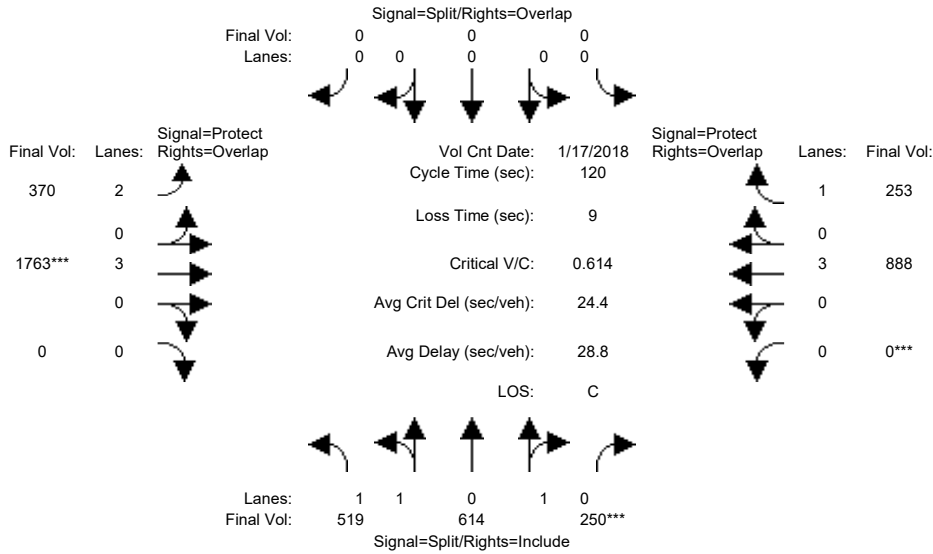 Signal=Split/Rights=Overlap
Final Vol: 0 0 0
Lanes: 0 0 0 0 0
Signal=Protect
Final Vol: Lanes: Rights=Overlap
Vol Cnt Date: 1/17/2018
Cycle Time (sec): 120
Signal=Protect
Rights=Overlap Lanes: Final Vol:
370 2
1 253
Loss Time (sec): 9
0
0
1763*** 3
Critical V/C: 0.614
3 888
0
Avg Crit Del (sec/veh): 24.4
0
0 0
Avg Delay (sec/veh): 28.8
0 0***
LOS: C
Lanes: 1 1 0 1 0
Final Vol: 519 614 250***
Signal=Split/Rights=Include